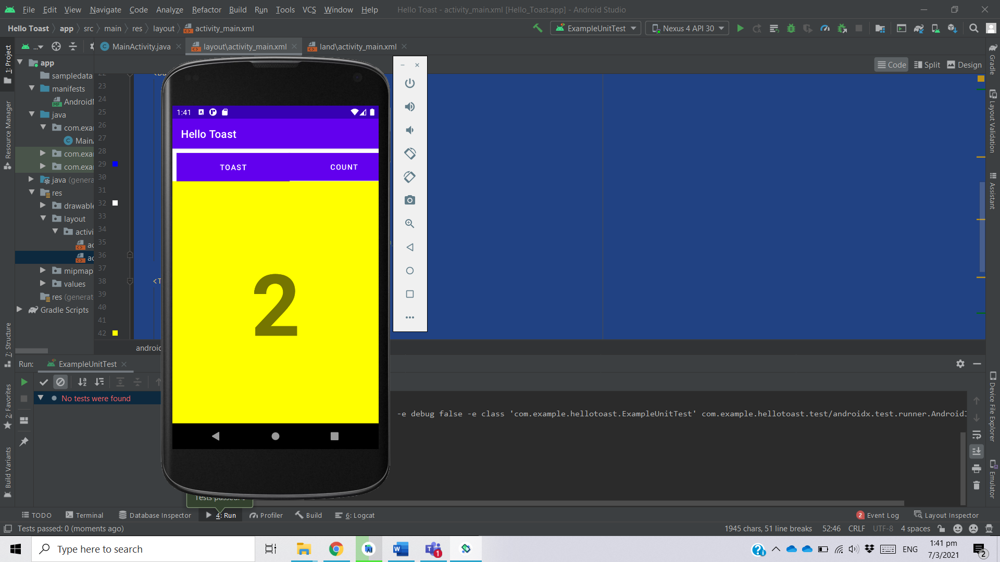 File Edit View Navigate Code Analyze Refactor Build Run Tools VCS Window Help Hello Toast - activity_main.xml [Hello_Toast.app] - Android Studio
Hello Toast app src main res layout activity_main.xml ExampleUnitTest Nexus 4 API 30
... MainActivity.java layout\activity_main.xml land\activity_main.xml
Code Split Design
1: Project
Resource Manager
7: Structure
2: Favorites
Build Variants
app
sampledata
manifests
AndroidM
java
com.exa
MainA
com.exa
com.exa
java (genera
res
drawable
layout
activi
ac
ac
mipmap
values
res (generat
Gradle Scripts
23
24
25
26
27
28
29
30
31
32
33
34
35
36
37
38 <T
39
40
41
42
androic
1:41
Hello Toast
TOAST COUNT
2
Gradle
Layout Validation
Assistant
Device File Explorer
Emulator
Run: ExampleUnitTest
No tests were found
-e debug false -e class 'com.example.hellotoast.ExampleUnitTest' com.example.hellotoast.test/androidx.test.runner.AndroidJ
Tests passed:
TODO Terminal Database Inspector 4: Run Profiler Build 6: Logcat 2 Event Log Layout Inspector
Tests passed: 0 (moments ago) 1945 chars, 51 line breaks 52:46 CRLF UTF-8 4 spaces
Type here to search
1
ENG
1:41 pm
7/3/2021
2